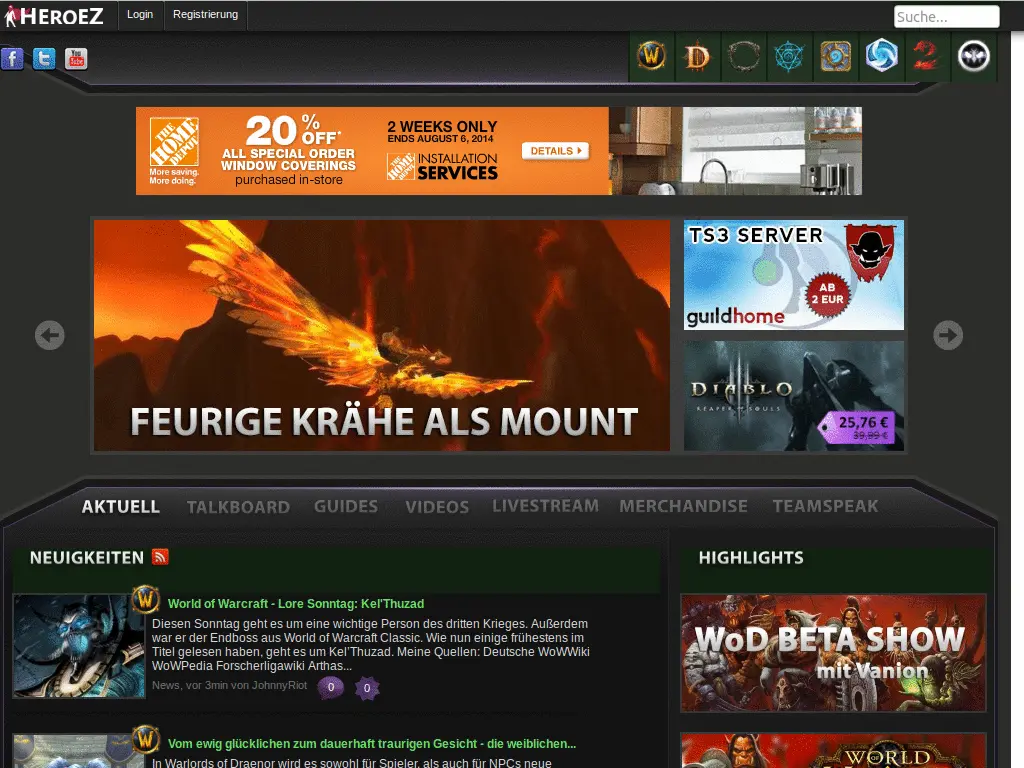 HEROEZ
Login
Registrierung
Suche...
THE HOME DEPOT
More saving.
More doing.
20% OFF*
ALL SPECIAL ORDER
WINDOW COVERINGS
purchased in-store
2 WEEKS ONLY
ENDS AUGUST 6, 2014
INSTALLATION
SERVICES
DETAILS
FEURIGE KRÄHE ALS MOUNT
TS3 SERVER
AB
2 EUR
guildhome
DIABLO
REAPER OF SOULS
25,76 €
39,99 €
AKTUELL
TALKBOARD
GUIDES
VIDEOS
LIVESTREAM
MERCHANDISE
TEAMSPEAK
NEUIGKEITEN
World of Warcraft - Lore Sonntag: Kel'Thuzad
Diesen Sonntag geht es um eine wichtige Person des dritten Krieges. Außerdem
war er der Endboss aus World of Warcraft Classic. Wie nun einige frühestens im
Titel gelesen haben, geht es um Kel'Thuzad. Meine Quellen: Deutsche WoWWiki
WoWPedia Forscherligawiki Arthas...
News, vor 3min von JohnnyRiot
0
0
Vom ewig glücklichen zum dauerhaft traurigen Gesicht - die weiblichen...
In Warlords of Draenor wird es sowohl für Spieler, als auch für NPCs neue
HIGHLIGHTS
WoD BETA SHOW
mit Vanion
WORLD